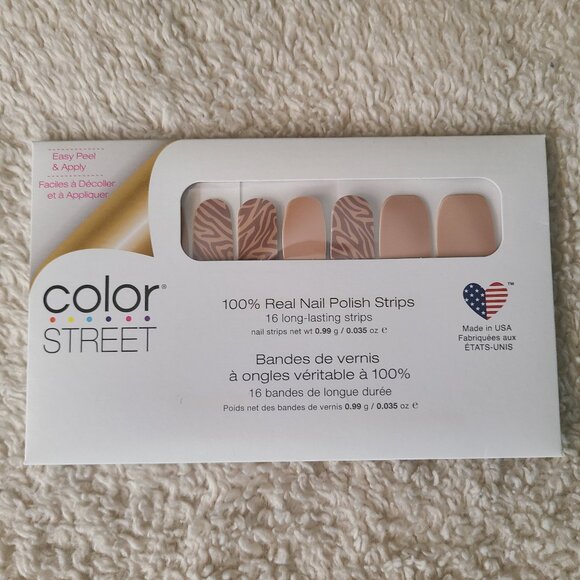 Easy Peel
& Apply
Faciles à Décoller
et à Appliquer
color®
STREET
100% Real Nail Polish Strips
16 long-lasting strips
nail strips net wt 0.99 g / 0.035 oz ℮
Bandes de vernis
à ongles véritable à 100%
16 bandes de longue durée
Poids net des bandes de vernis 0.99 g / 0.035 oz ℮
™
Made in USA
Fabriquées aux
ÉTATS-UNIS